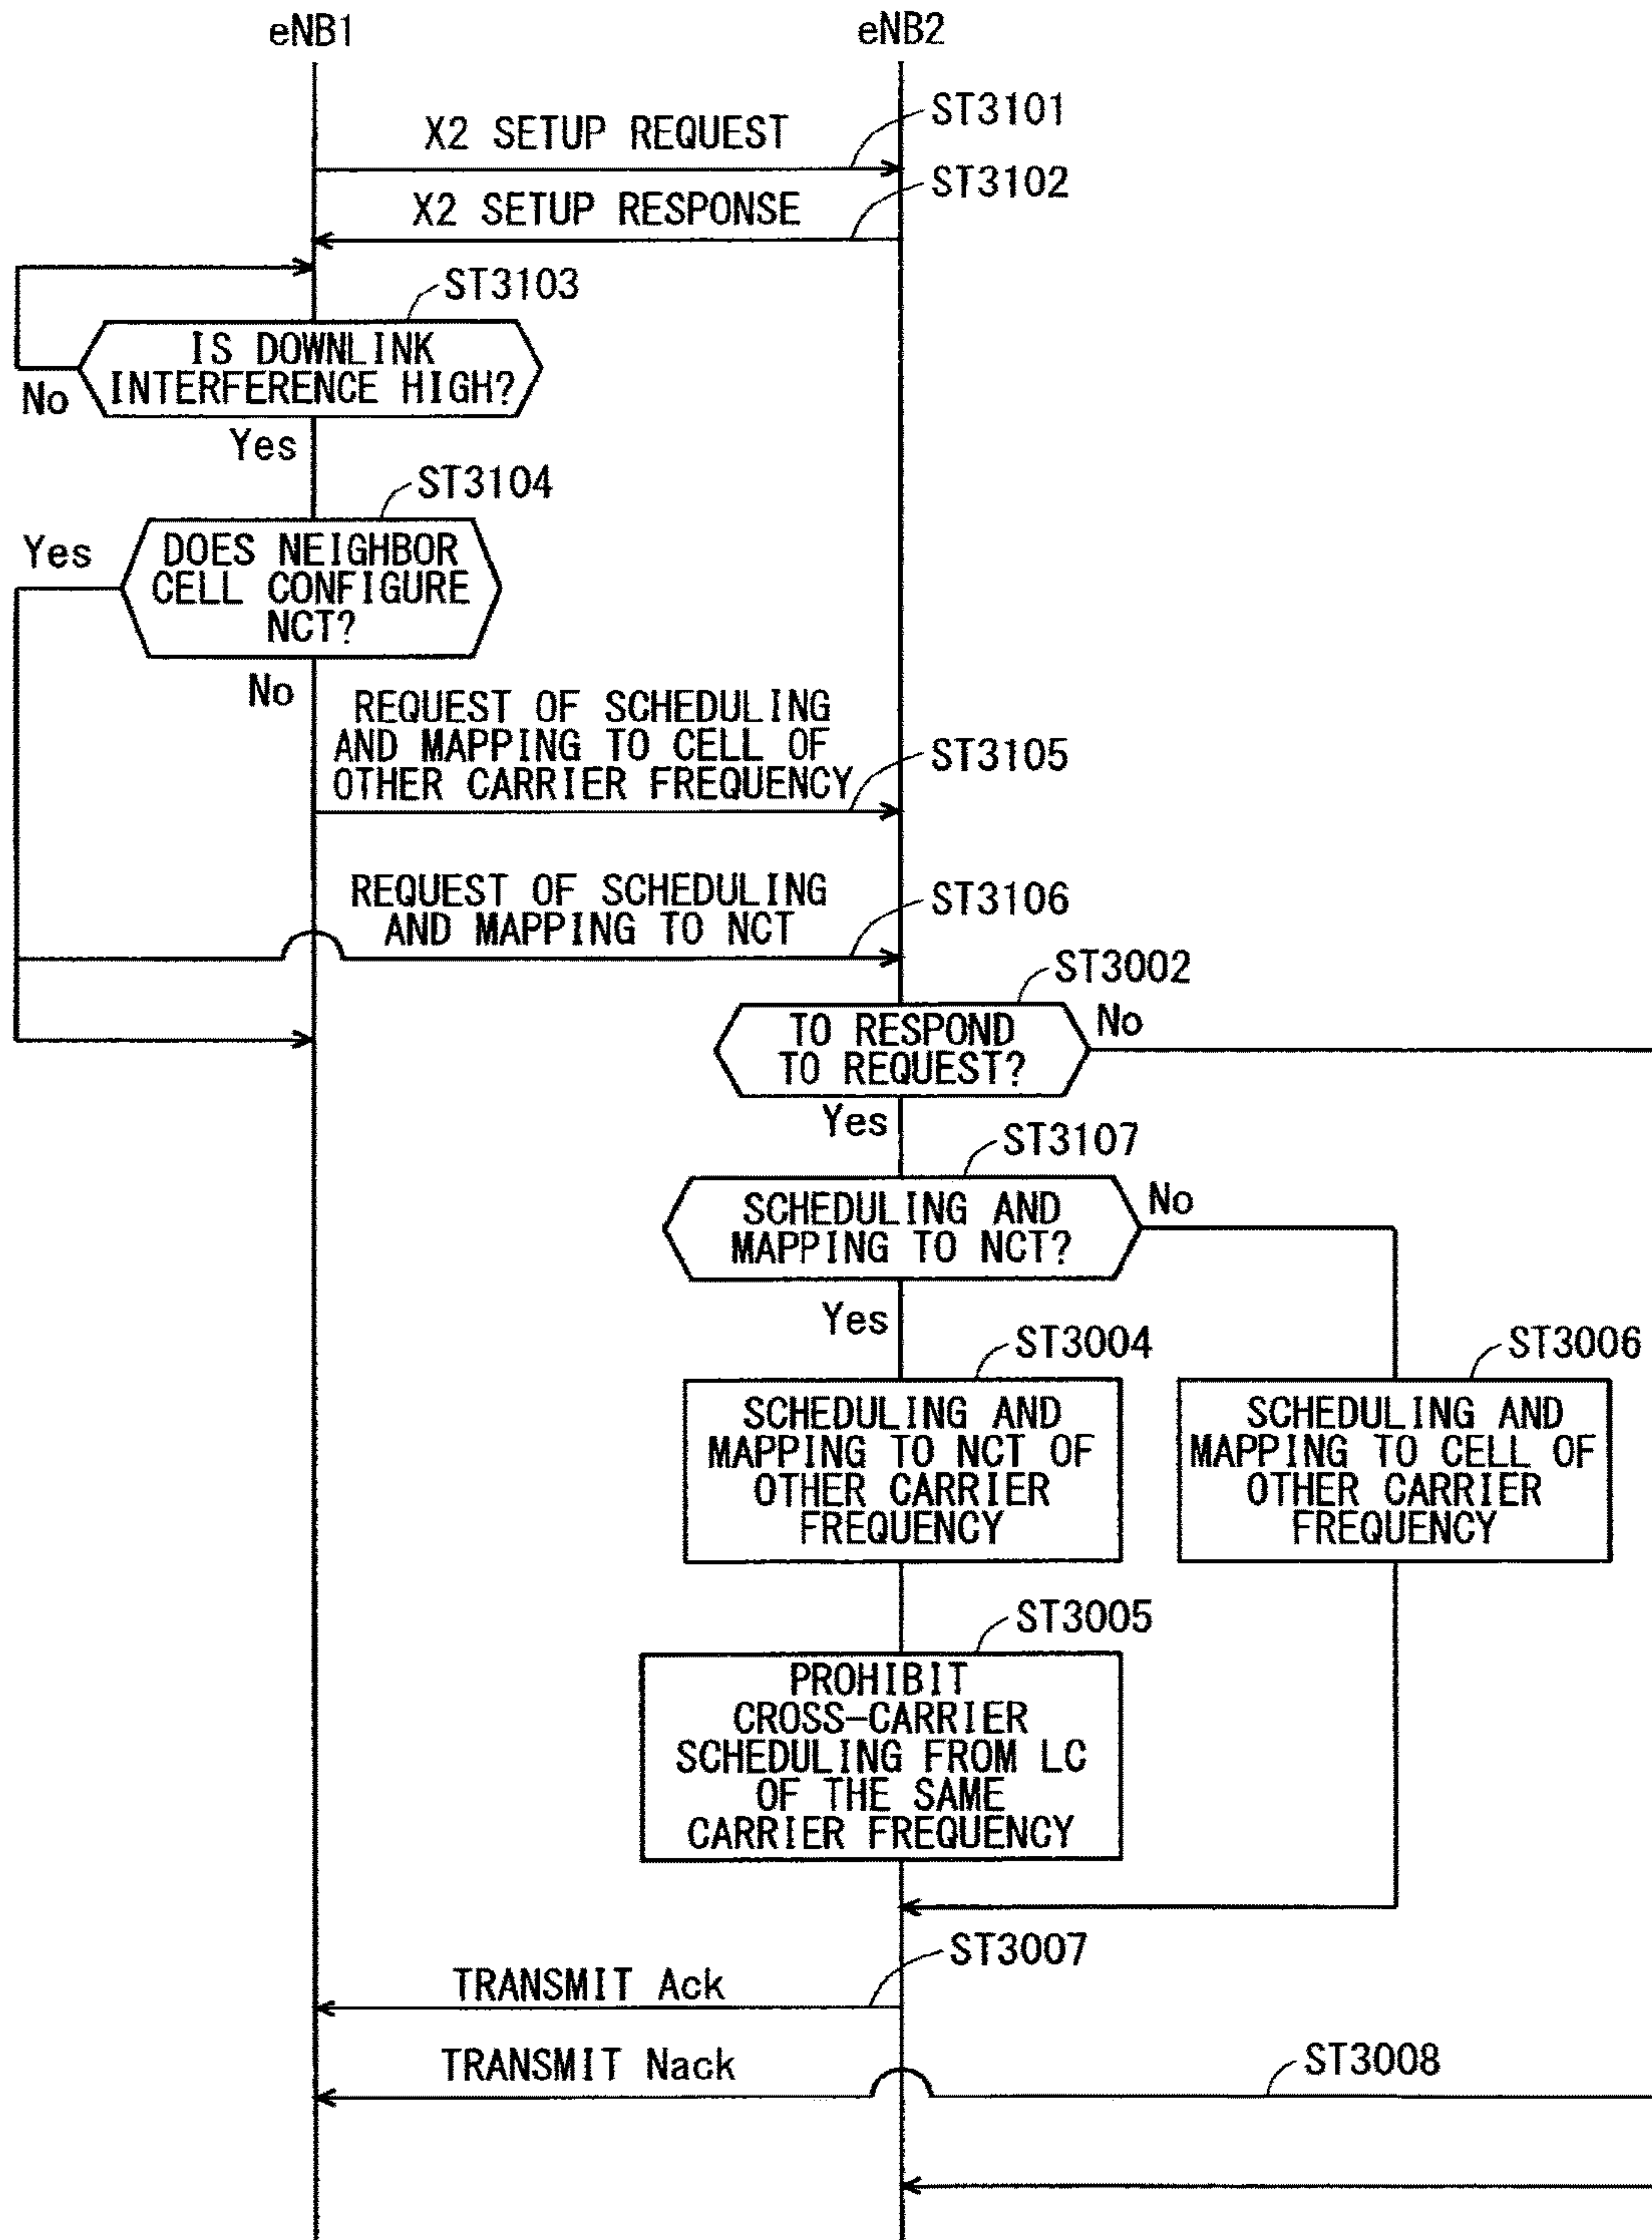 eNB1
eNB2
ST3101
X2 SETUP REQUEST
ST3102
X2 SETUP RESPONSE
ST3103
IS DOWNLINK
INTERFERENCE HIGH?
No
Yes
ST3104
Yes
DOES NEIGHBOR
CELL CONFIGURE
NCT?
No
REQUEST OF SCHEDULING
AND MAPPING TO CELL OF
OTHER CARRIER FREQUENCY
ST3105
REQUEST OF SCHEDULING
AND MAPPING TO NCT
ST3106
ST3002
TO RESPOND
TO REQUEST?
No
Yes
ST3107
SCHEDULING AND
MAPPING TO NCT?
No
Yes
ST3004
SCHEDULING AND
MAPPING TO NCT OF
OTHER CARRIER
FREQUENCY
ST3006
SCHEDULING AND
MAPPING TO CELL OF
OTHER CARRIER
FREQUENCY
ST3005
PROHIBIT
CROSS-CARRIER
SCHEDULING FROM LC
OF THE SAME
CARRIER FREQUENCY
ST3007
TRANSMIT Ack
TRANSMIT Nack
ST3008